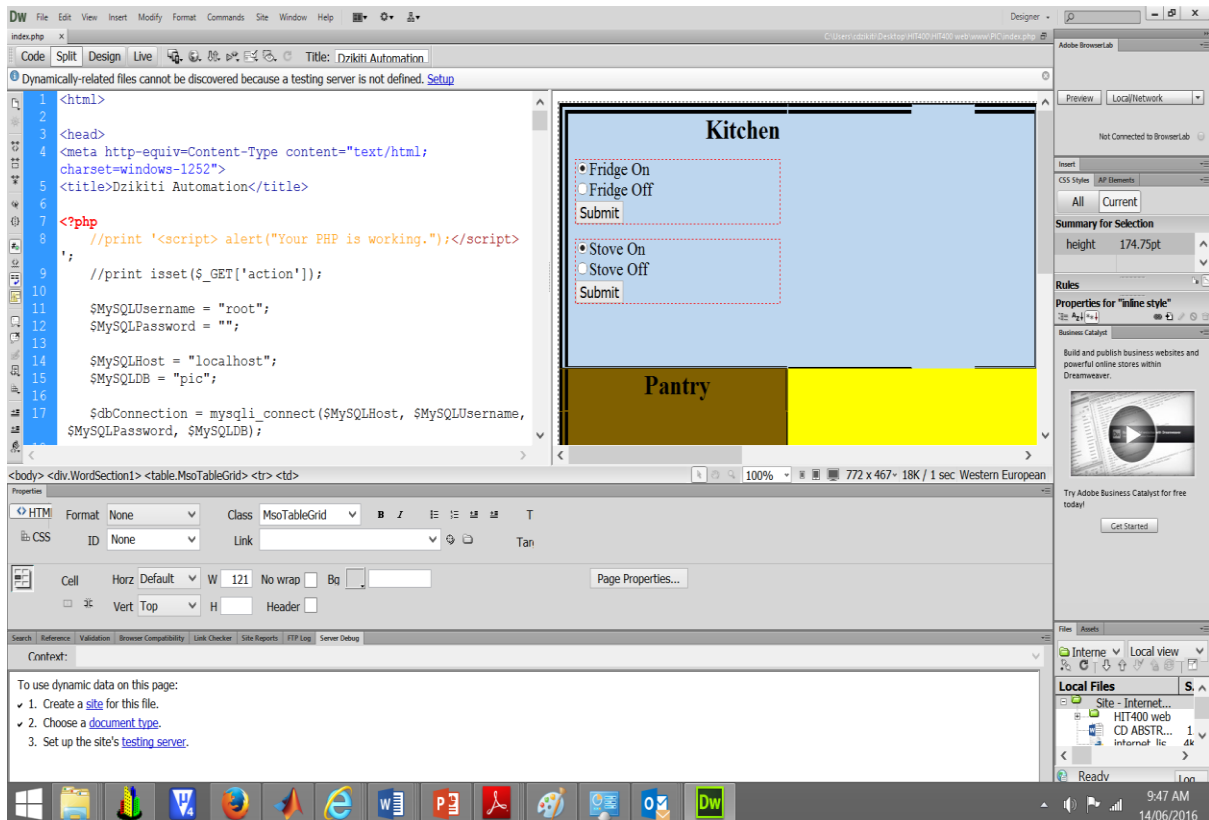 DW File Edit View Insert Modify Format Commands Site Window Help Designer
index.php x C:\Users\cdzikiti\Desktop\HIT400\HIT400 web\www\PIC\index.php
Code Split Design Live Title: Dzikiti Automation
Dynamically-related files cannot be discovered because a testing server is not defined. Setup
1 <html>
2
3 <head>
4 <meta http-equiv=Content-Type content="text/html;
charset=windows-1252">
5 <title>Dzikiti Automation</title>
6
7 <?php
8 //print '<script> alert("Your PHP is working.");</script>
';
9 //print isset($_GET['action']);
10
11 $MySQLUsername = "root";
12 $MySQLPassword = "";
13
14 $MySQLHost = "localhost";
15 $MySQLDB = "pic";
16
17 $dbConnection = mysqli_connect($MySQLHost, $MySQLUsername,
$MySQLPassword, $MySQLDB);
Kitchen
Fridge On
Fridge Off
Submit
Stove On
Stove Off
Submit
Pantry
<body> <div.WordSection1> <table.MsoTableGrid> <tr> <td> 100% 772 x 467 18K / 1 sec Western European
Properties
HTM Format None Class MsoTableGrid B I T
CSS ID None Link Tar
Cell Horz Default W 121 No wrap Bg Page Properties...
Vert Top H Header
Search Reference Validation Browser Compatibility Link Checker Site Reports FTP Log Server Debug
Context:
To use dynamic data on this page:
1. Create a site for this file.
2. Choose a document type.
3. Set up the site's testing server.
Adobe BrowserLab
Preview Local/Network
Not Connected to BrowserLab
Insert
CSS Styles AP Elements
All Current
Summary for Selection
height 174.75pt
Rules
Properties for "inline style"
Business Catalyst
Build and publish business websites and
powerful online stores within
Dreamweaver.
Try Adobe Business Catalyst for free
today!
Get Started
Files Assets
Interne Local view
Local Files S.
Site - Internet...
HIT400 web
CD ABSTR... 1
internet_lis 4k
Ready Log
9:47 AM
14/06/2016